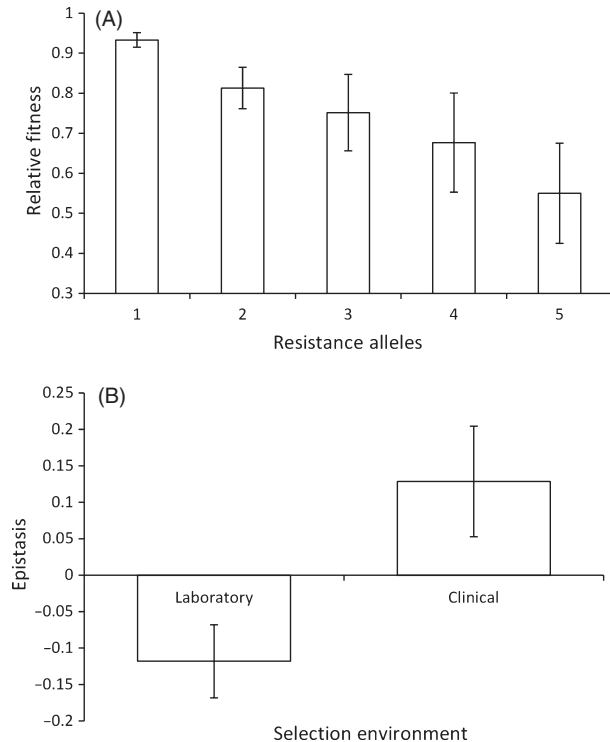 (A)
1
0.9
0.8
0.7
0.6
0.5
0.4
0.3
Relative fitness
1 2 3 4 5
Resistance alleles
(B)
0.25
0.2
0.15
0.1
0.05
0
−0.05
−0.1
−0.15
−0.2
Epistasis
Laboratory Clinical
Selection environment